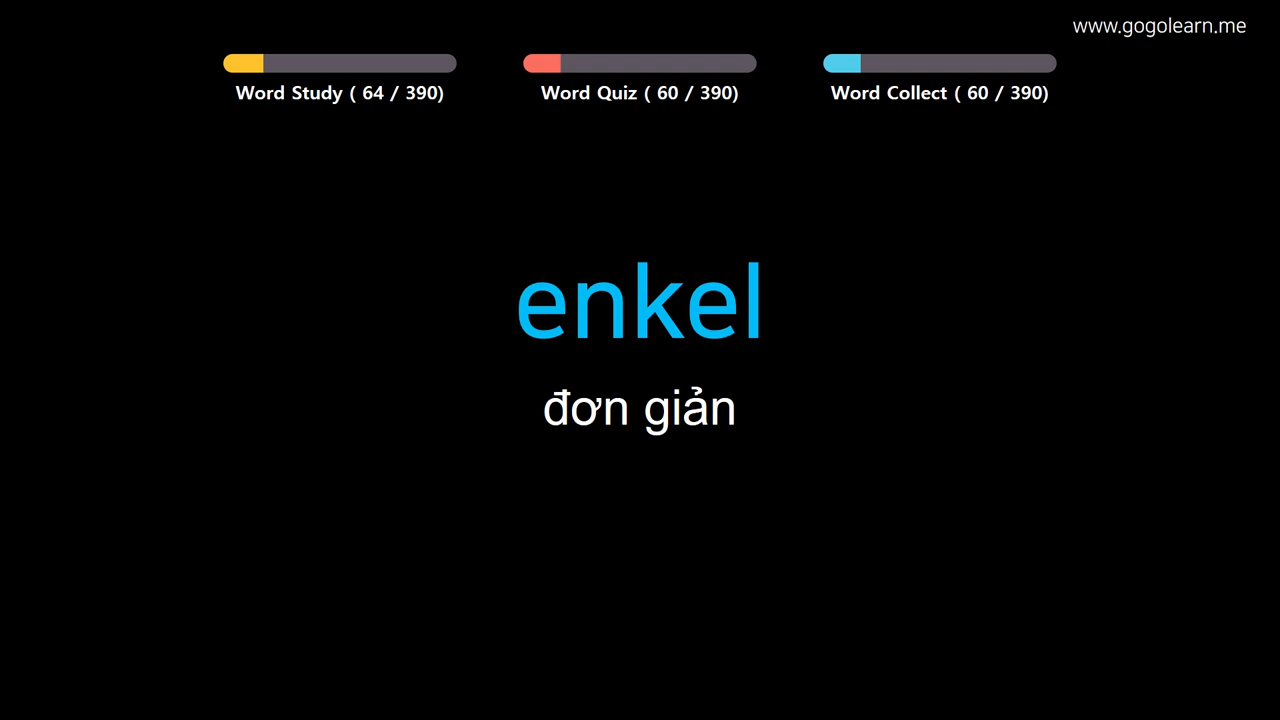 www.gogolearn.me
Word Study ( 64 / 390)
Word Quiz ( 60 / 390)
Word Collect ( 60 / 390)
enkel
đơn giản